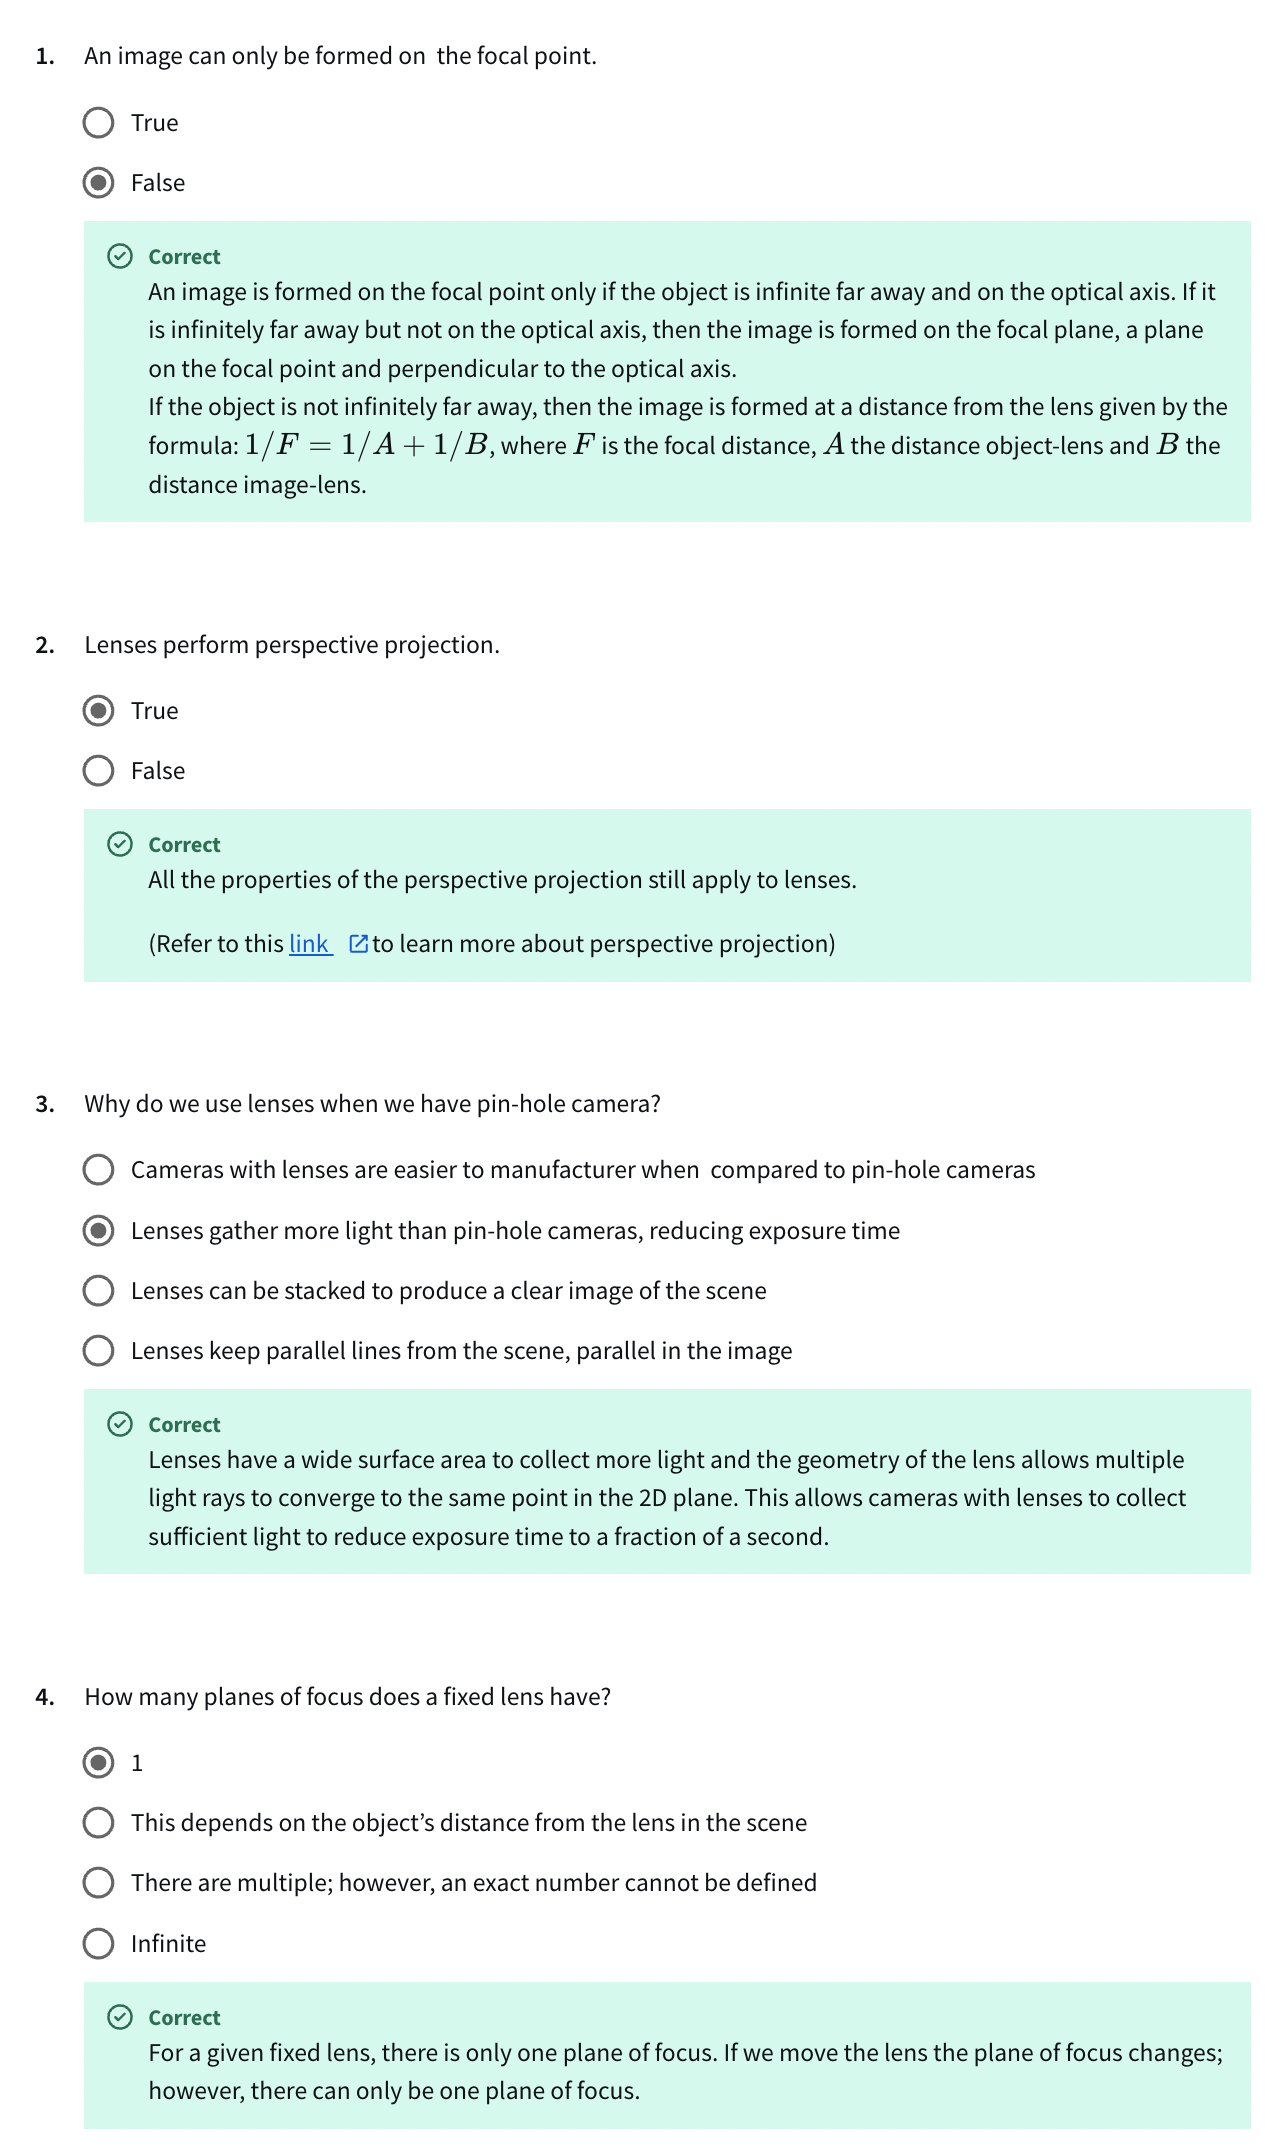 1. An image can only be formed on  the focal point.
True
False
Correct
An image is formed on the focal point only if the object is infinite far away and on the optical axis. If it
is infinitely far away but not on the optical axis, then the image is formed on the focal plane, a plane
on the focal point and perpendicular to the optical axis.
If the object is not infinitely far away, then the image is formed at a distance from the lens given by the
formula: 1/F = 1/A + 1/B, where F is the focal distance, A the distance object-lens and B the
distance image-lens.
2. Lenses perform perspective projection.
True
False
Correct
All the properties of the perspective projection still apply to lenses.
(Refer to this link to learn more about perspective projection)
3. Why do we use lenses when we have pin-hole camera?
Cameras with lenses are easier to manufacturer when  compared to pin-hole cameras
Lenses gather more light than pin-hole cameras, reducing exposure time
Lenses can be stacked to produce a clear image of the scene
Lenses keep parallel lines from the scene, parallel in the image
Correct
Lenses have a wide surface area to collect more light and the geometry of the lens allows multiple
light rays to converge to the same point in the 2D plane. This allows cameras with lenses to collect
sufficient light to reduce exposure time to a fraction of a second.
4. How many planes of focus does a fixed lens have?
1
This depends on the object’s distance from the lens in the scene
There are multiple; however, an exact number cannot be defined
Infinite
Correct
For a given fixed lens, there is only one plane of focus. If we move the lens the plane of focus changes;
however, there can only be one plane of focus.